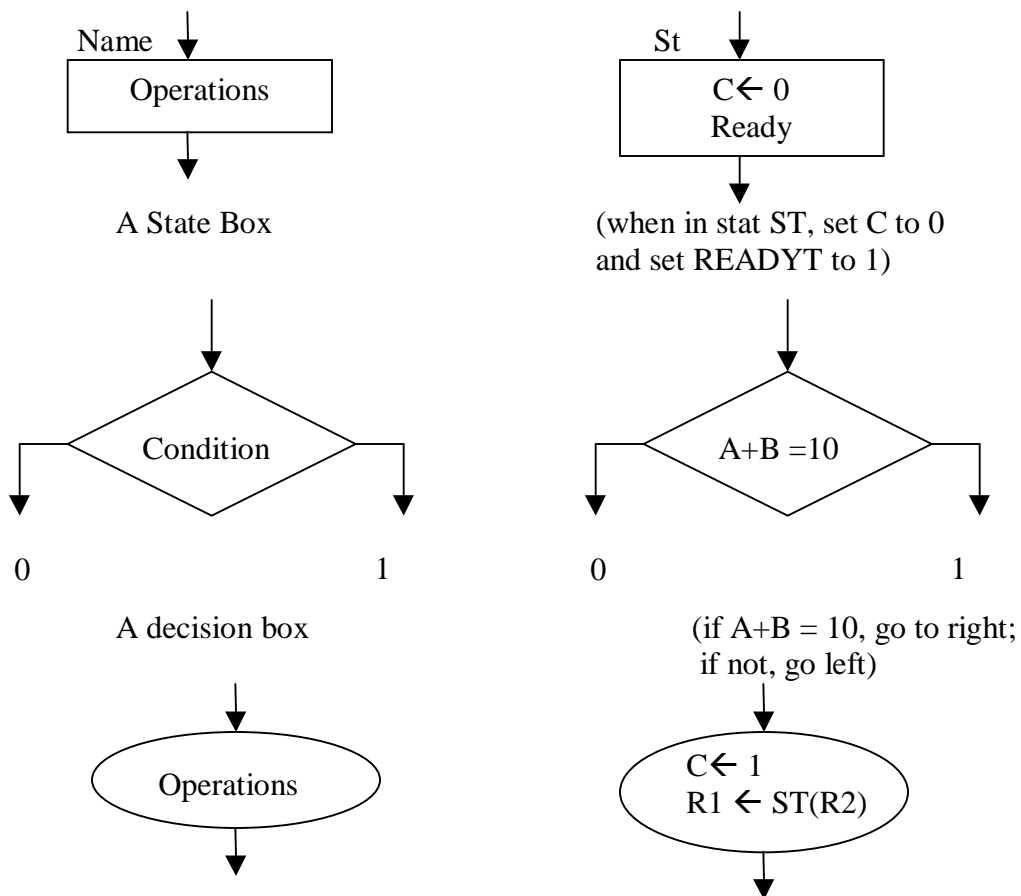 Name
Operations
A State Box
St
C← 0
Ready
(when in stat ST, set C to 0
and set READYT to 1)
Condition
0
1
A decision box
A+B =10
0
1
(if A+B = 10, go to right;
if not, go left)
Operations
C← 1
R1 ← ST(R2)